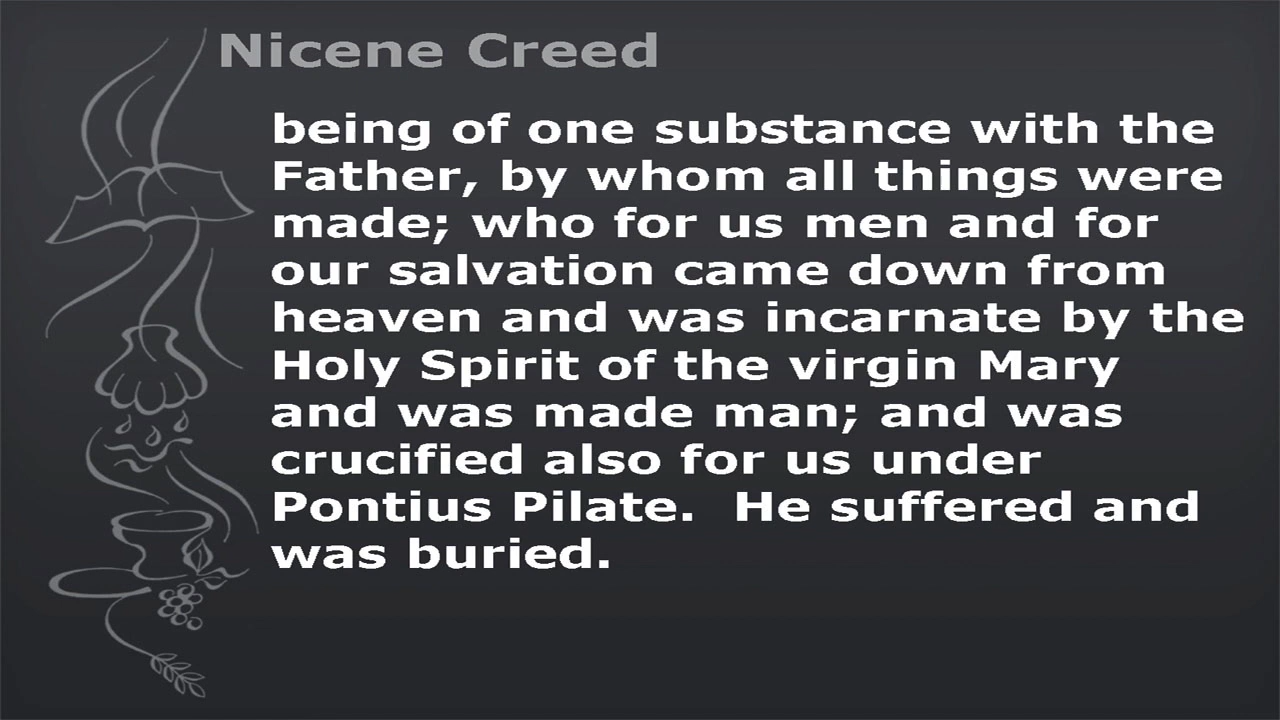 Nicene Creed
being of one substance with the
Father, by whom all things were
made; who for us men and for
our salvation came down from
heaven and was incarnate by the
Holy Spirit of the virgin Mary
and was made man; and was
crucified also for us under
Pontius Pilate.  He suffered and
was buried.